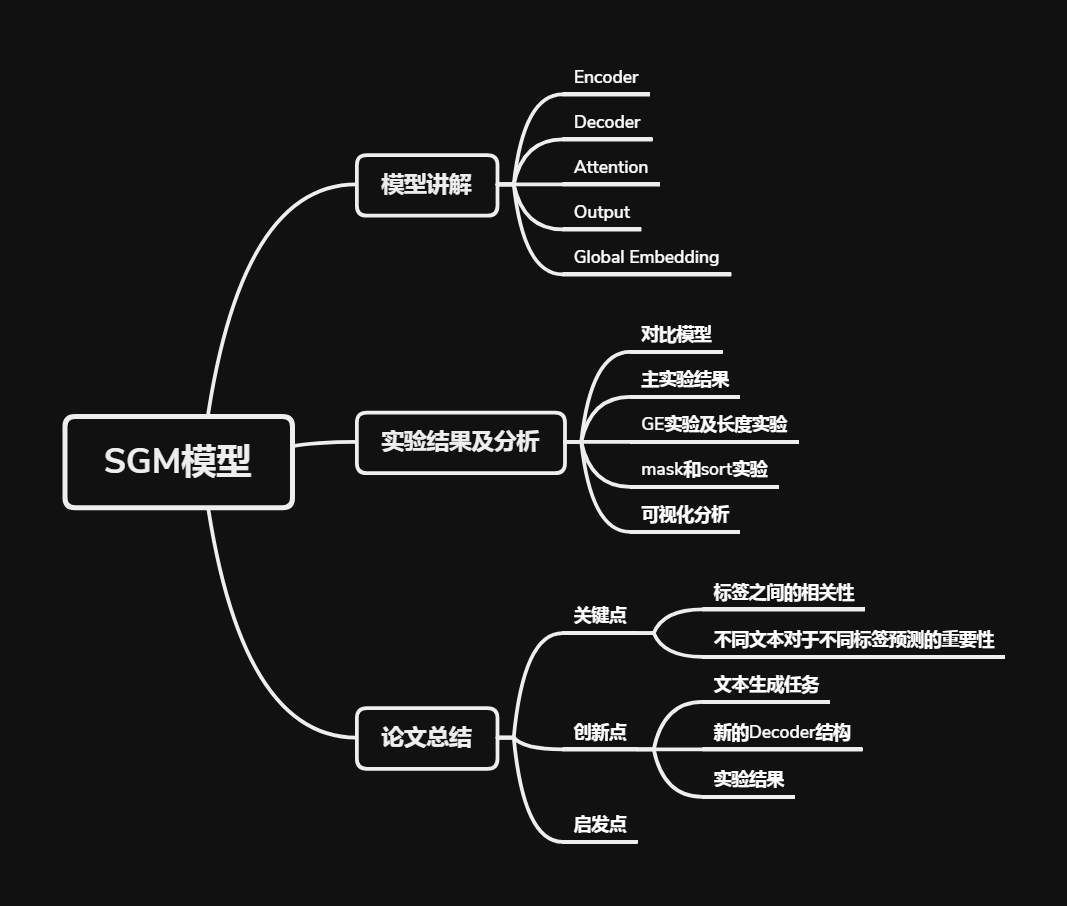 SGM模型
模型讲解
Encoder
Decoder
Attention
Output
Global Embedding
实验结果及分析
对比模型
主实验结果
GE实验及长度实验
mask和sort实验
可视化分析
论文总结
关键点
标签之间的相关性
不同文本对于不同标签预测的重要性
创新点
文本生成任务
新的Decoder结构
实验结果
启发点